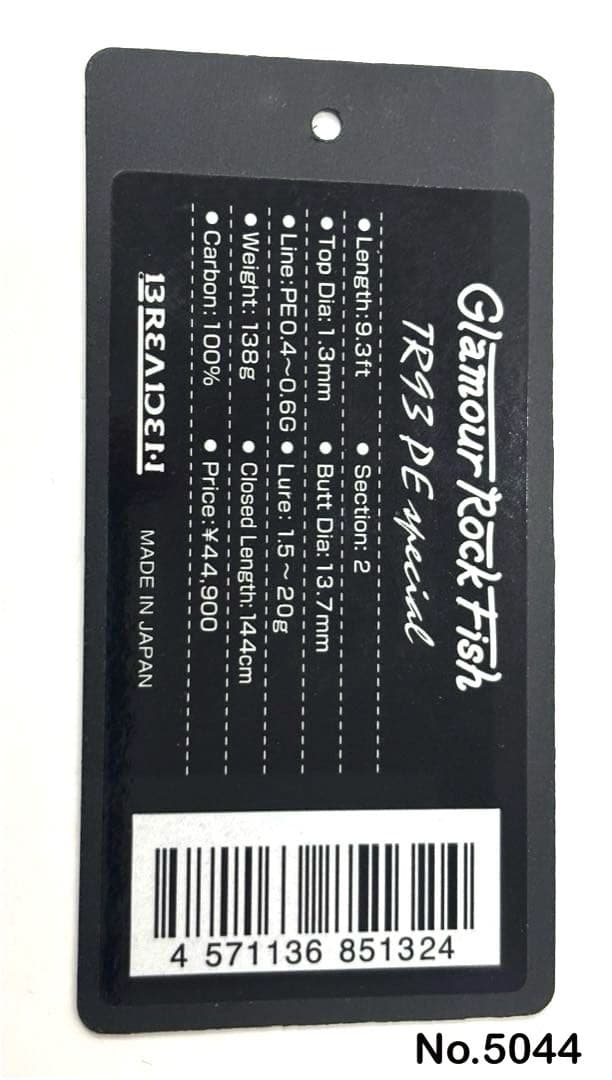 Glamour Rock Fish
TR93 PE special
● Length: 9.3ft ● Section: 2
● Top Dia: 1.3mm ● Butt Dia: 13.7mm
● Line: PE0.4~0.6G ● Lure: 1.5~20g
● Weight: 138g ● Closed Length: 144cm
● Carbon: 100% ● Price: ¥44,900
BREADEN MADE IN JAPAN
4 571136 851324
No.5044